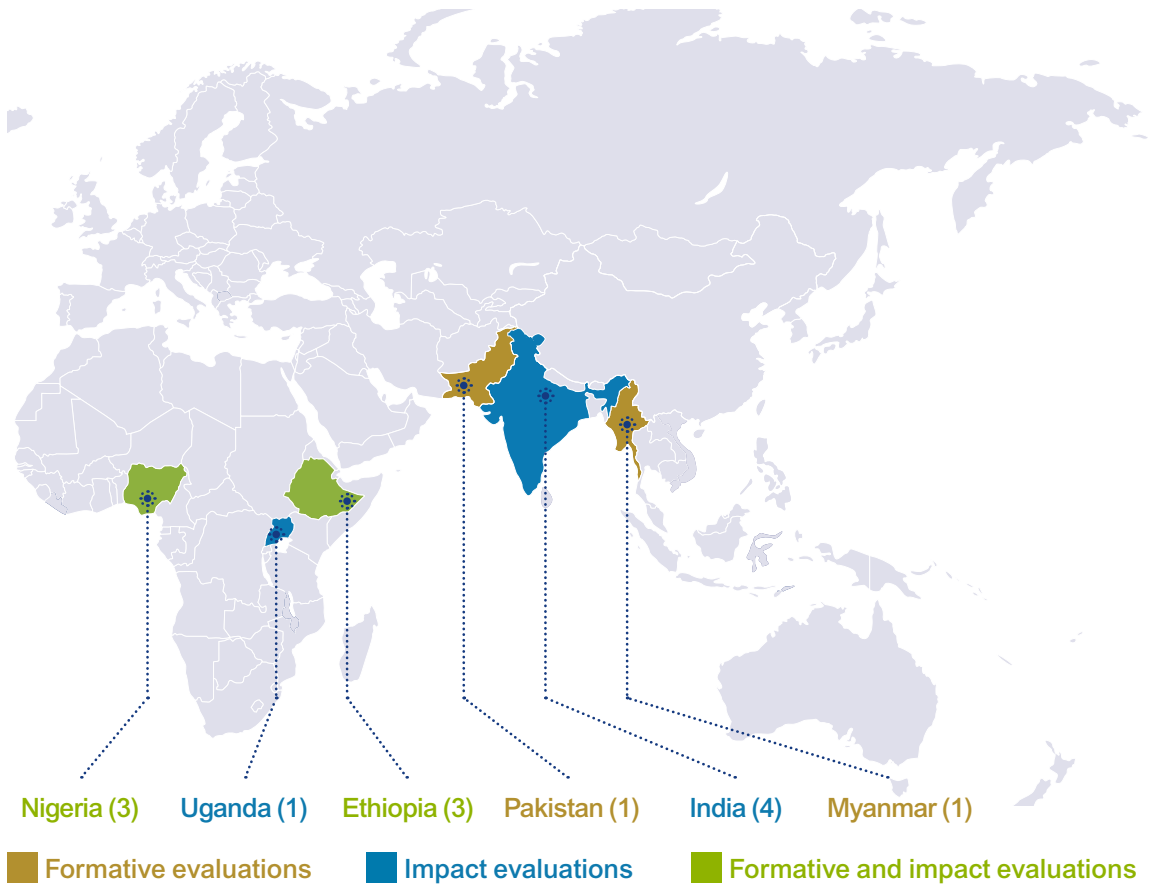 Nigeria (3) Uganda (1) Ethiopia (3) Pakistan (1) India (4) Myanmar (1)
Formative evaluations Impact evaluations Formative and impact evaluations